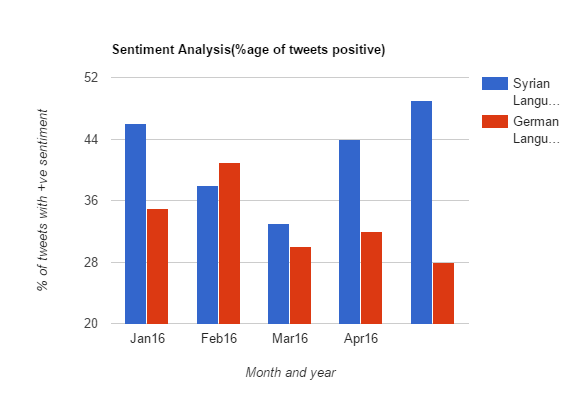 Sentiment Analysis(%age of tweets positive)
52
44
36
28
20
% of tweets with +ve sentiment
Jan16
Feb16
Mar16
Apr16
Month and year
Syrian
Langu…
German
Langu…